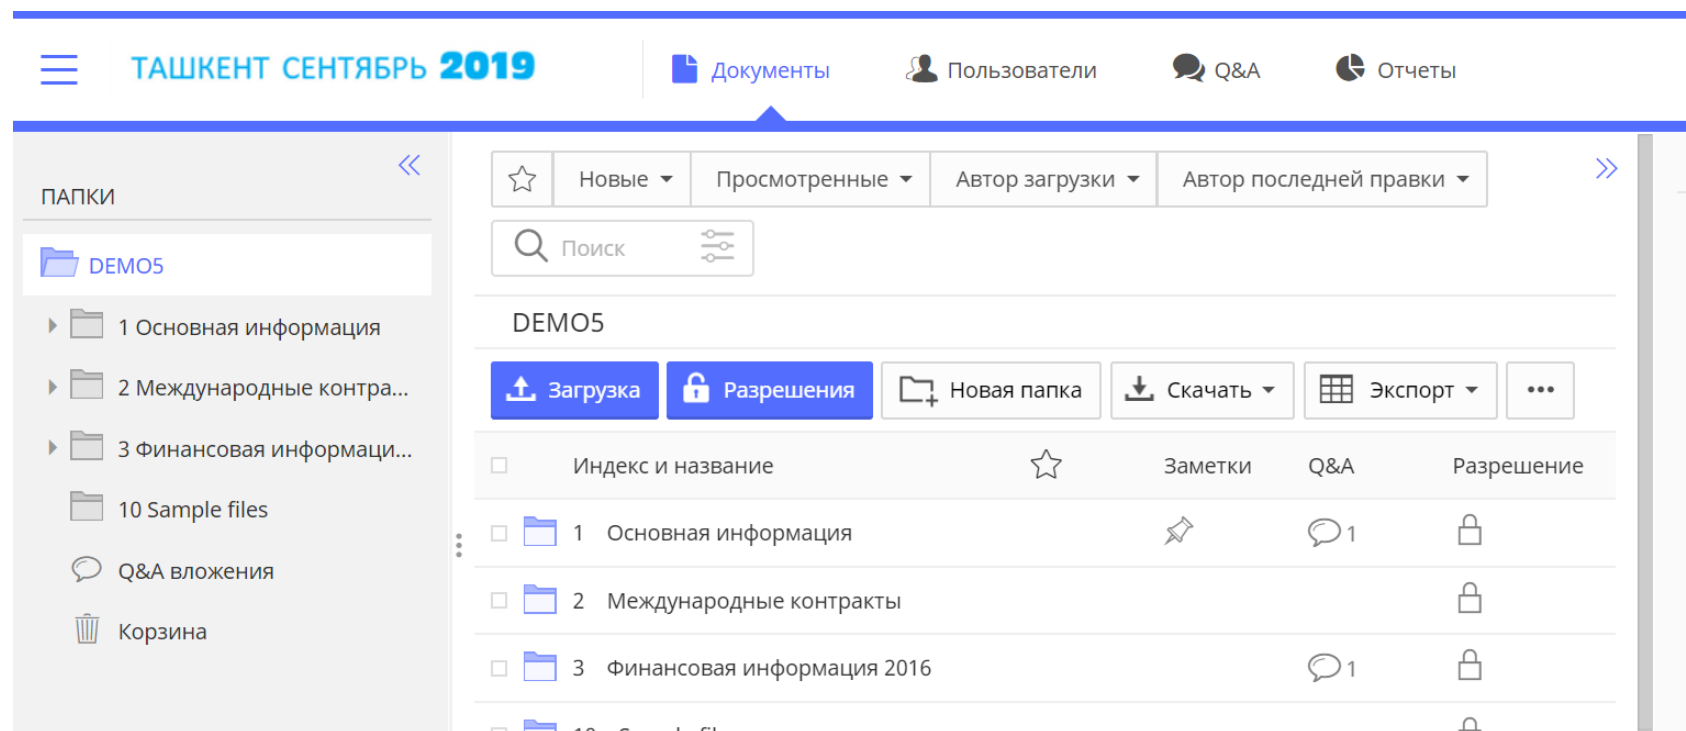 ТАШКЕНТ СЕНТЯБРЬ 2019
Документы
Пользователи
Q&A
Отчеты
ПАПКИ
DEMO5
1 Основная информация
2 Международные контра...
3 Финансовая информаци...
10 Sample files
Q&A вложения
Корзина
Новые
Просмотренные
Автор загрузки
Автор последней правки
Поиск
DEMO5
Загрузка
Разрешения
Новая папка
Скачать
Экспорт
Индекс и название
Заметки
Q&A
Разрешение
1 Основная информация 1
2 Международные контракты
3 Финансовая информация 2016 1